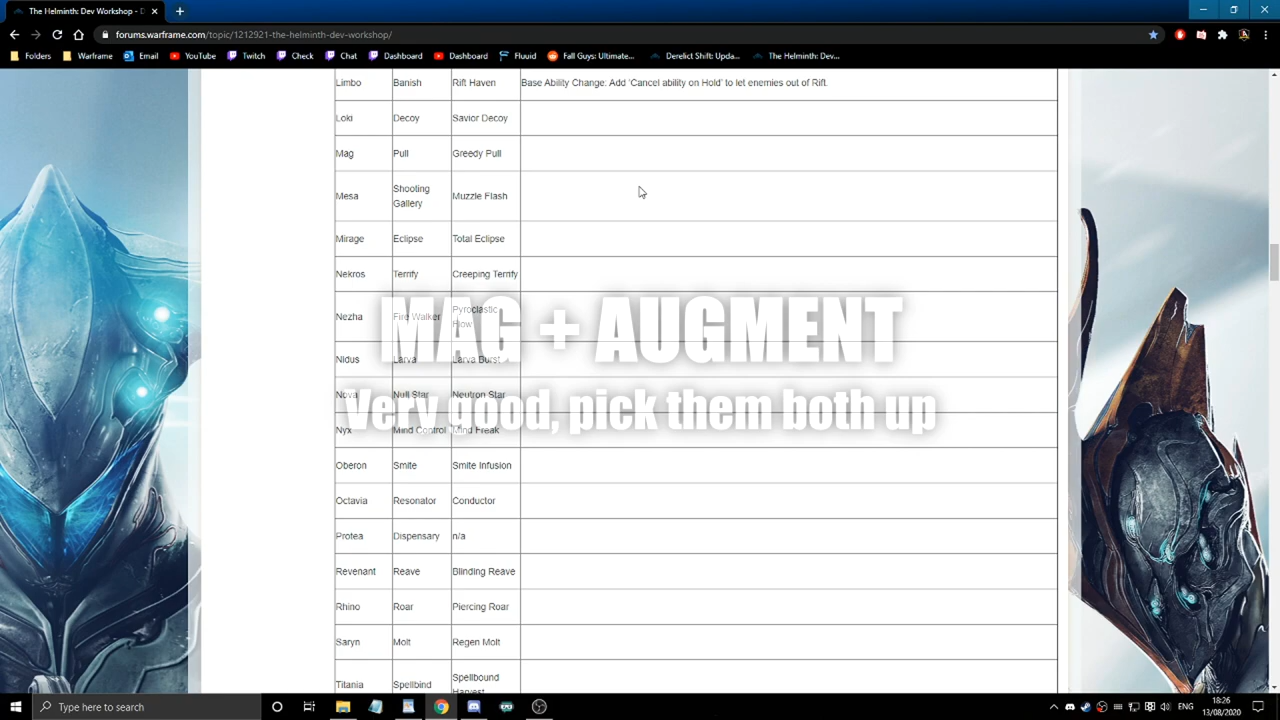 The Helminth: Dev Workshop - D
forums.warframe.com/topic/1212921-the-helminth-dev-workshop/
Folders Warframe Email YouTube Twitch Check Chat Dashboard Dashboard Fluuid Fall Guys: Ultimate... Derelict Shift: Upda... The Helminth: Dev...
Limbo Banish Rift Haven Base Ability Change: Add 'Cancel ability on Hold' to let enemies out of Rift.
Loki Decoy Savior Decoy
Mag Pull Greedy Pull
Mesa Shooting Gallery Muzzle Flash
Mirage Eclipse Total Eclipse
Nekros Terrify Creeping Terrify
Nezha Fire Walker Pyroclastic Flow
MAG + AUGMENT
Nidus Larva Larva Burst
Nova Null Star Neutron Star
Very good, pick them both up
Nyx Mind Control Mind Freak
Oberon Smite Smite Infusion
Octavia Resonator Conductor
Protea Dispensary n/a
Revenant Reave Blinding Reave
Rhino Roar Piercing Roar
Saryn Molt Regen Molt
Titania Spellbind Spellbound Harvest
Type here to search
ENG
18:26
13/08/2020